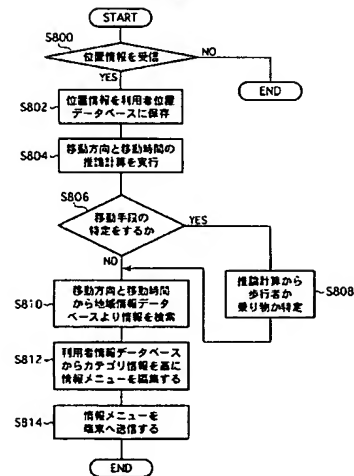 START
S800
位置情報を受信
NO
YES
END
S802
位置情報を利用者位置
データベースに保存
S804
移動方向と移動時間の
推論計算を実行
S806
移動手段の
特定をするか
YES
NO
推論計算から
歩行者か
乗り物か特定
S808
S810
移動方向と移動時間
から地域情報データ
ベースより情報を検索
S812
利用者情報データベース
からカテゴリ情報を基に
情報メニューを編集する
S814
情報メニューを
端末へ送信する
END